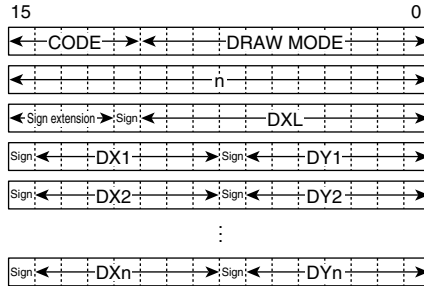 15 0
CODE DRAW MODE
n
Sign extension Sign DXL
Sign DX1 Sign DY1
Sign DX2 Sign DY2
⋮
Sign DXn Sign DYn